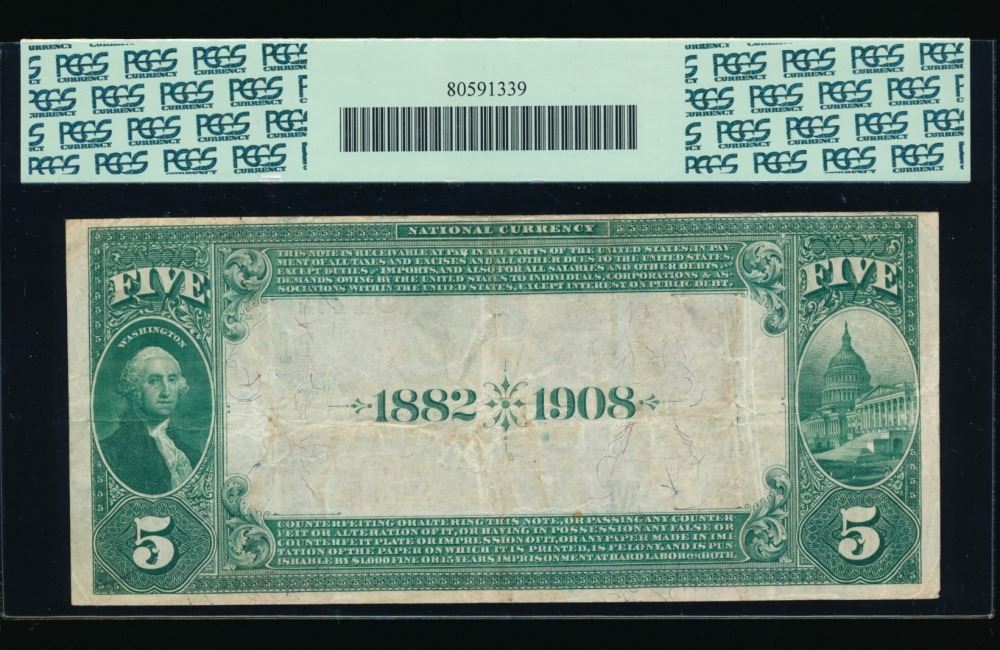 PCGS CURRENCY
80591339
NATIONAL CURRENCY
THIS NOTE IS RECEIVABLE AT PAR IN ALL PARTS OF THE UNITED STATES, IN PAY
MENT OF ALL TAXES AND EXCISES AND ALL OTHER DUES TO THE UNITED STATES,
EXCEPT DUTIES ON IMPORTS, AND ALSO FOR ALL SALARIES AND OTHER DEBTS &
DEMANDS OWING BY THE UNITED STATES TO INDIVIDUALS, CORPORATIONS & AS-
SOCIATIONS WITHIN THE UNITED STATES, EXCEPT INTEREST ON PUBLIC DEBT.
FIVE
FIVE
WASHINGTON
1882 1908
COUNTERFEITING OR ALTERING THIS NOTE, OR PASSING ANY COUNTER
FEIT OR ALTERATION OF IT, OR HAVING IN POSSESSION ANY FALSE OR
COUNTERFEIT PLATE OR IMPRESSION OF IT, OR ANY PAPER MADE IN IMI
TATION OF THE PAPER ON WHICH IT IS PRINTED, IS FELONY, AND IS PUN
ISHABLE BY $1,000 FINE OR 15 YEARS IMPRISONMENT AT HARD LABOR OR BOTH.
5
5